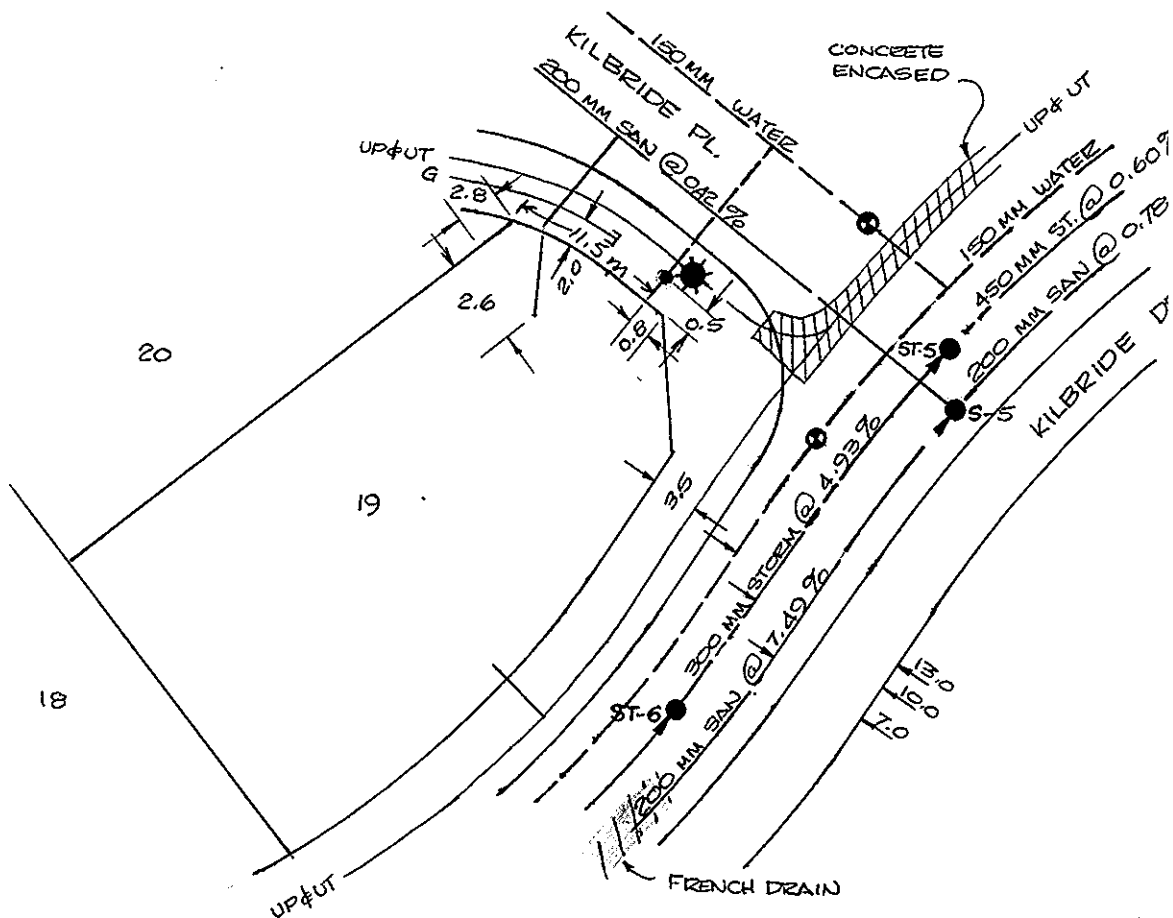 150 MM WATER
KILBRIDE PL.
200 MM SAN @ 0.42 %
CONCRETE
ENCASED
UP & UT
UP & UT
G
2.8
11.3 m
2.0
2.6
0.8
0.5
150 MM WATER
450 MM ST. @ 0.60%
200 MM SAN @ 0.78
ST-5
S-5
KILBRIDE D
20
19
18
3.5
300 MM STORM @ 4.93%
200 MM SAN @ 7.49%
ST-6
13.0
10.0
7.0
FRENCH DRAIN
UP & UT